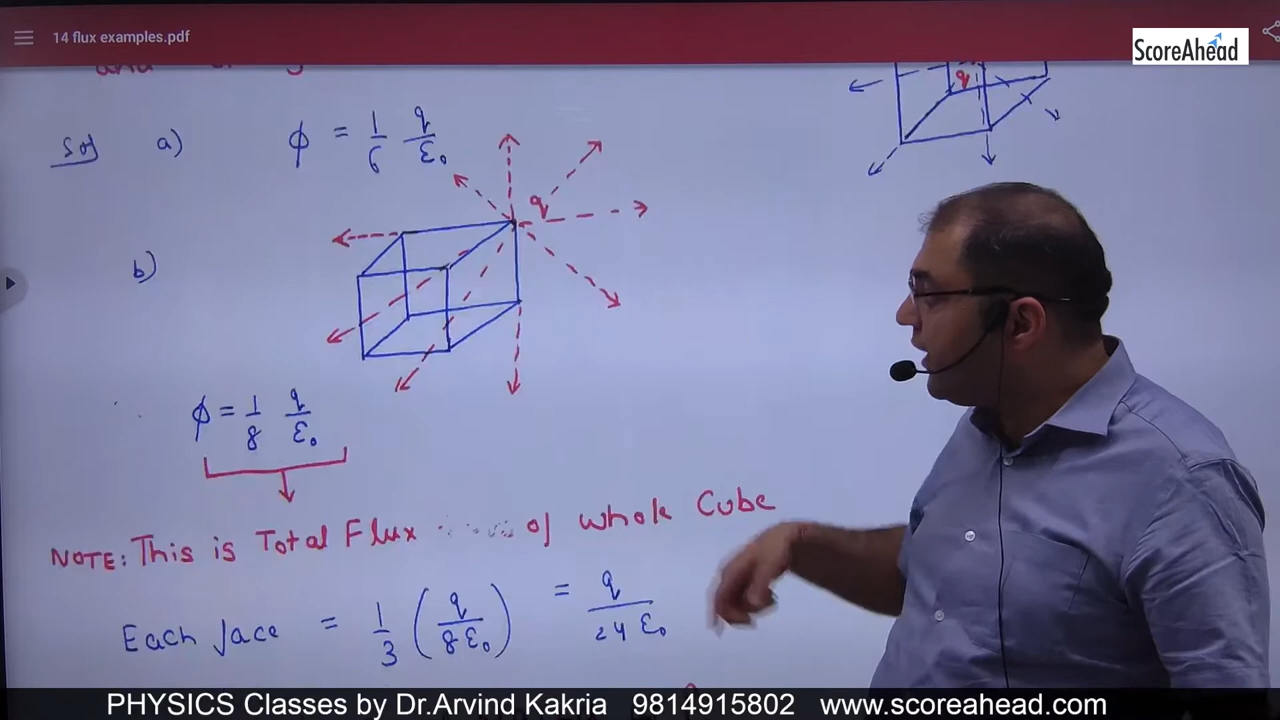 14 flux examples.pdf
ScoreAhead
and
q
Sol a) ϕ = 1/6 q/ε₀
q
b)
ϕ = 1/8 q/ε₀
NOTE: This is Total Flux of whole Cube
Each face = 1/3 (q/8ε₀) = q/24ε₀
PHYSICS Classes by Dr.Arvind Kakria 9814915802 www.scoreahead.com